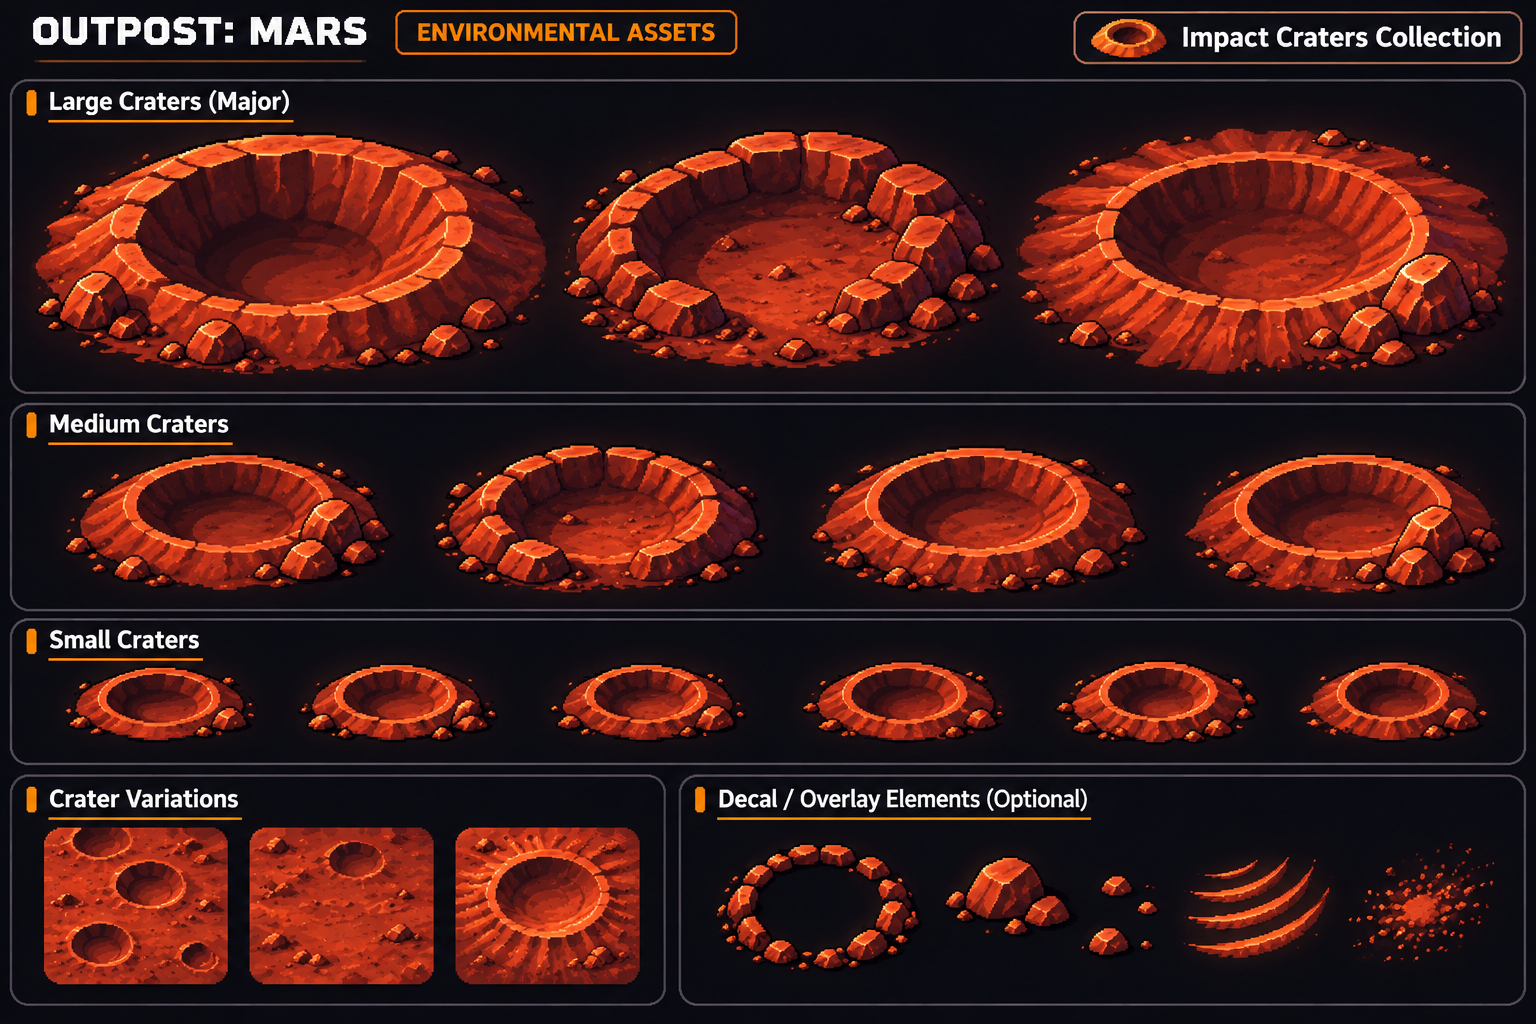 OUTPOST: MARS
ENVIRONMENTAL ASSETS
Impact Craters Collection
Large Craters (Major)
Medium Craters
Small Craters
Crater Variations
Decal / Overlay Elements (Optional)